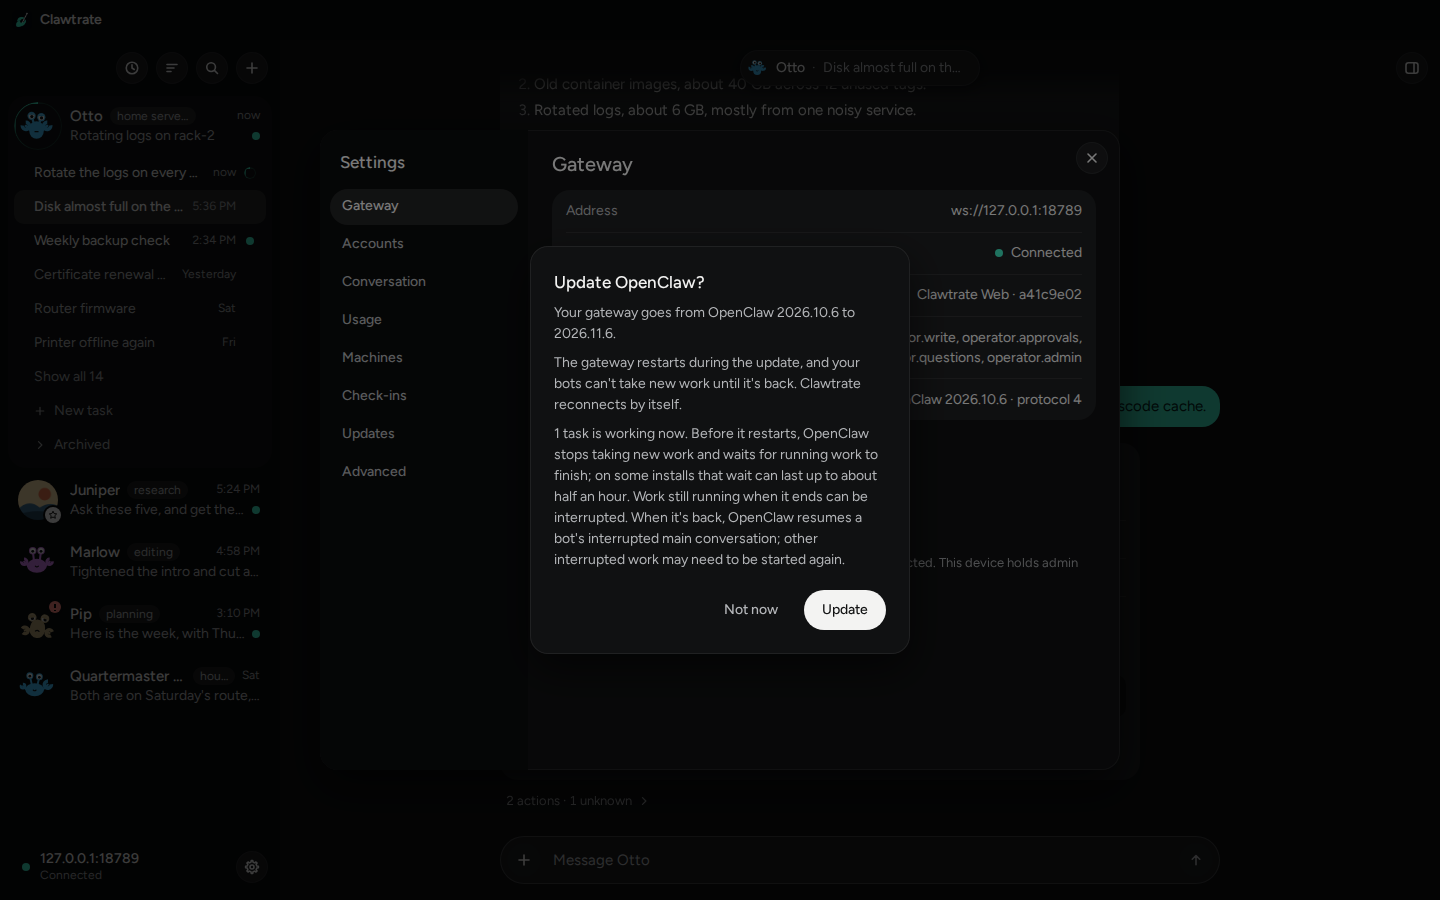 Clawtrate
Otto · Disk almost full on th...
2. Old container images, about 40 GB across 12 unused tags.
3. Rotated logs, about 6 GB, mostly from one noisy service.
Otto home serve... now
Rotating logs on rack-2
Rotate the logs on every ... now
Disk almost full on the ... 5:36 PM
Weekly backup check 2:34 PM
Certificate renewal ... Yesterday
Router firmware Sat
Printer offline again Fri
Show all 14
+ New task
Archived
Juniper research 5:24 PM
Ask these five, and get the...
Marlow editing 4:58 PM
Tightened the intro and cut a...
Pip planning 3:10 PM
Here is the week, with Thu...
Quartermaster ... hou... Sat
Both are on Saturday's route,...
127.0.0.1:18789
Connected
Settings
Gateway
Accounts
Conversation
Usage
Machines
Check-ins
Updates
Advanced
Gateway
Address ws://127.0.0.1:18789
Connected
Clawtrate Web · a41c9e02
or.write, operator.approvals,
r.questions, operator.admin
Claw 2026.10.6 · protocol 4
scode cache.
cted. This device holds admin
Update OpenClaw?
Your gateway goes from OpenClaw 2026.10.6 to
2026.11.6.
The gateway restarts during the update, and your
bots can't take new work until it's back. Clawtrate
reconnects by itself.
1 task is working now. Before it restarts, OpenClaw
stops taking new work and waits for running work to
finish; on some installs that wait can last up to about
half an hour. Work still running when it ends can be
interrupted. When it's back, OpenClaw resumes a
bot's interrupted main conversation; other
interrupted work may need to be started again.
Not now
Update
2 actions · 1 unknown
Message Otto